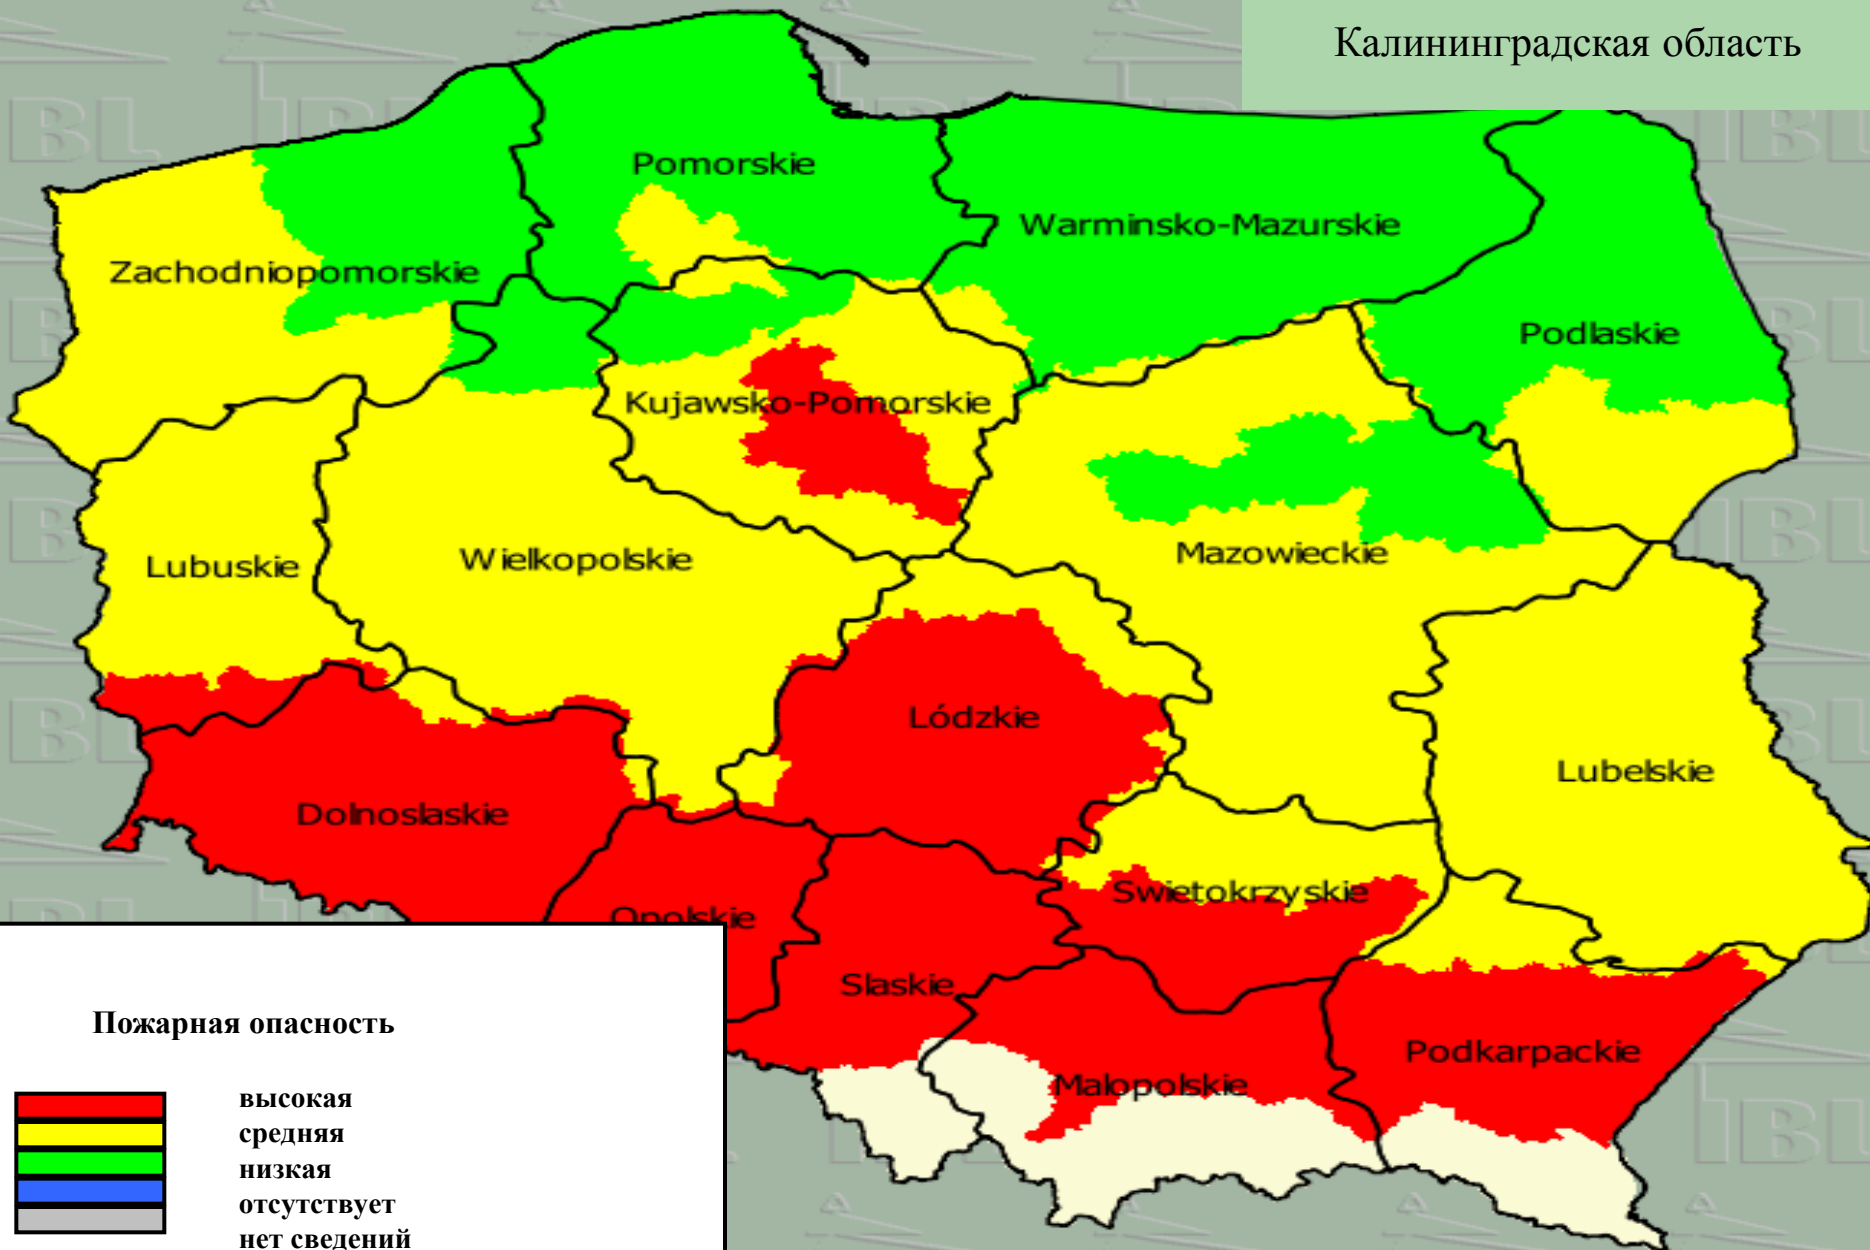 Калининградская область
Pomorskie
Warminsko-Mazurskie
Zachodniopomorskie
Podlaskie
Kujawsko-Pomorskie
Lubuskie
Wielkopolskie
Mazowieckie
Lódzkie
Lubelskie
Dolnoslaskie
Swietokrzyskie
Opolskie
Slaskie
Podkarpackie
Malopolskie
Пожарная опасность
высокая
средняя
низкая
отсутствует
нет сведений
IBL